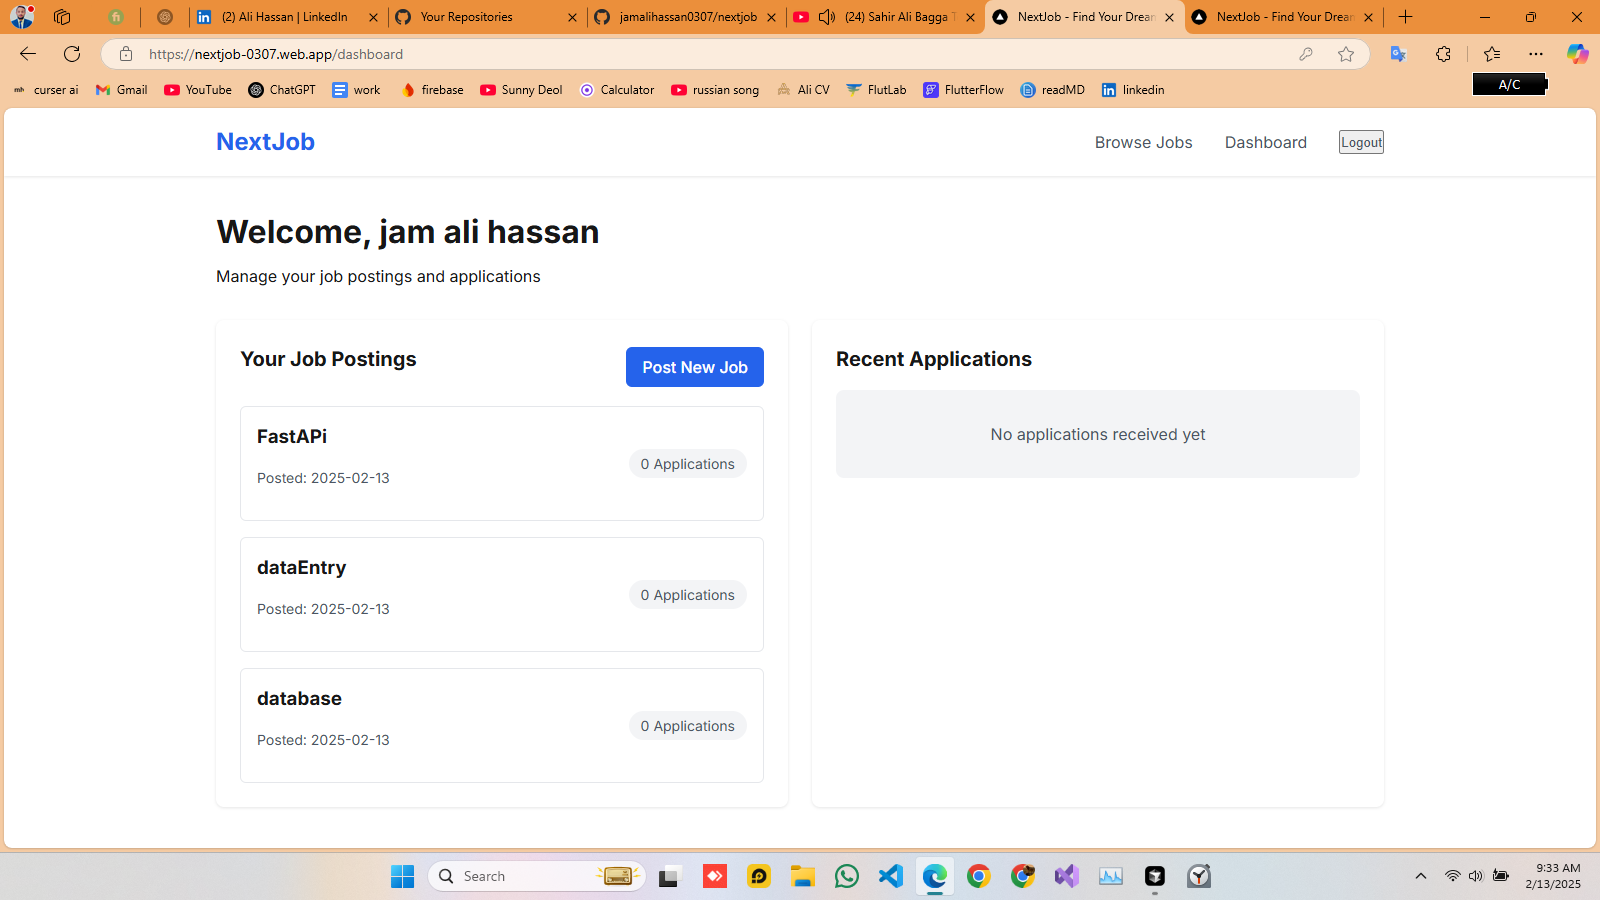 (2) Ali Hassan | LinkedIn
Your Repositories
jamalihassan0307/nextjob
(24) Sahir Ali Bagga T
NextJob - Find Your Dream
NextJob - Find Your Dream
https://nextjob-0307.web.app/dashboard
curser ai
Gmail
YouTube
ChatGPT
work
firebase
Sunny Deol
Calculator
russian song
Ali CV
FlutLab
FlutterFlow
readMD
linkedin
A/C
NextJob
Browse Jobs
Dashboard
Logout
Welcome, jam ali hassan
Manage your job postings and applications
Your Job Postings
Post New Job
FastAPi
Posted: 2025-02-13
0 Applications
dataEntry
Posted: 2025-02-13
0 Applications
database
Posted: 2025-02-13
0 Applications
Recent Applications
No applications received yet
Search
9:33 AM
2/13/2025